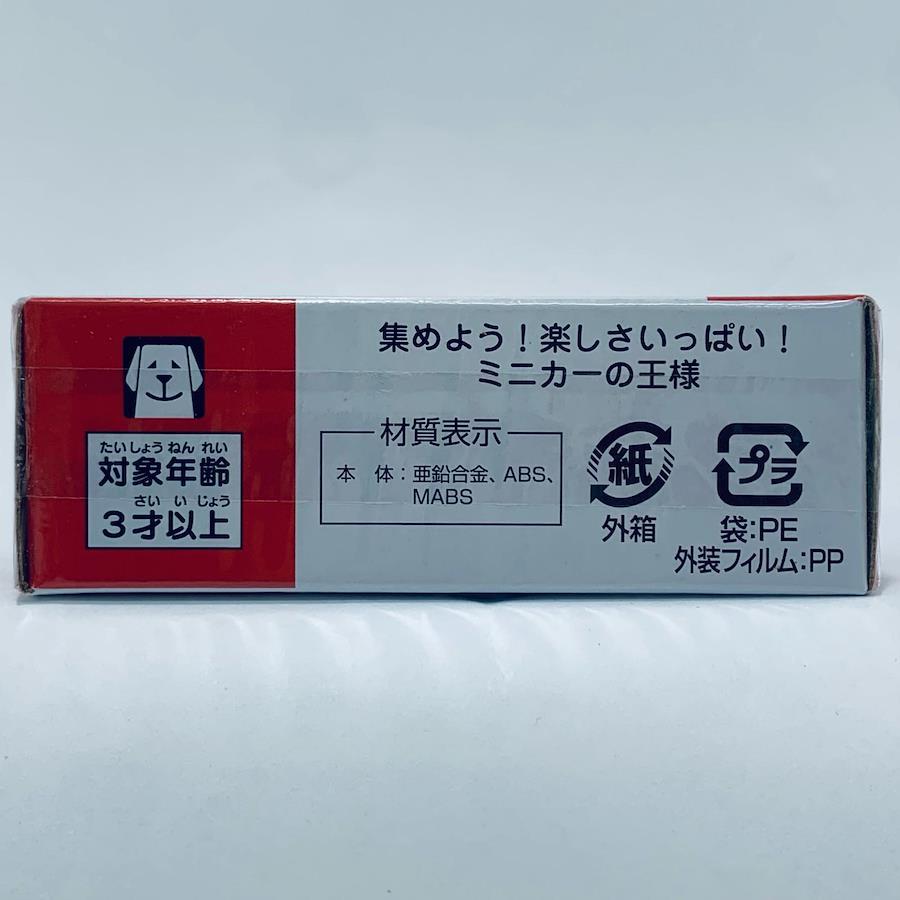 集めよう！楽しさいっぱい！
ミニカーの王様
たいしょうねんれい
対象年齢
さいいじょう
3才以上
材質表示
本　体：亜鉛合金、ABS、
MABS
紙
外箱
プラ
袋：PE
外装フィルム：PP